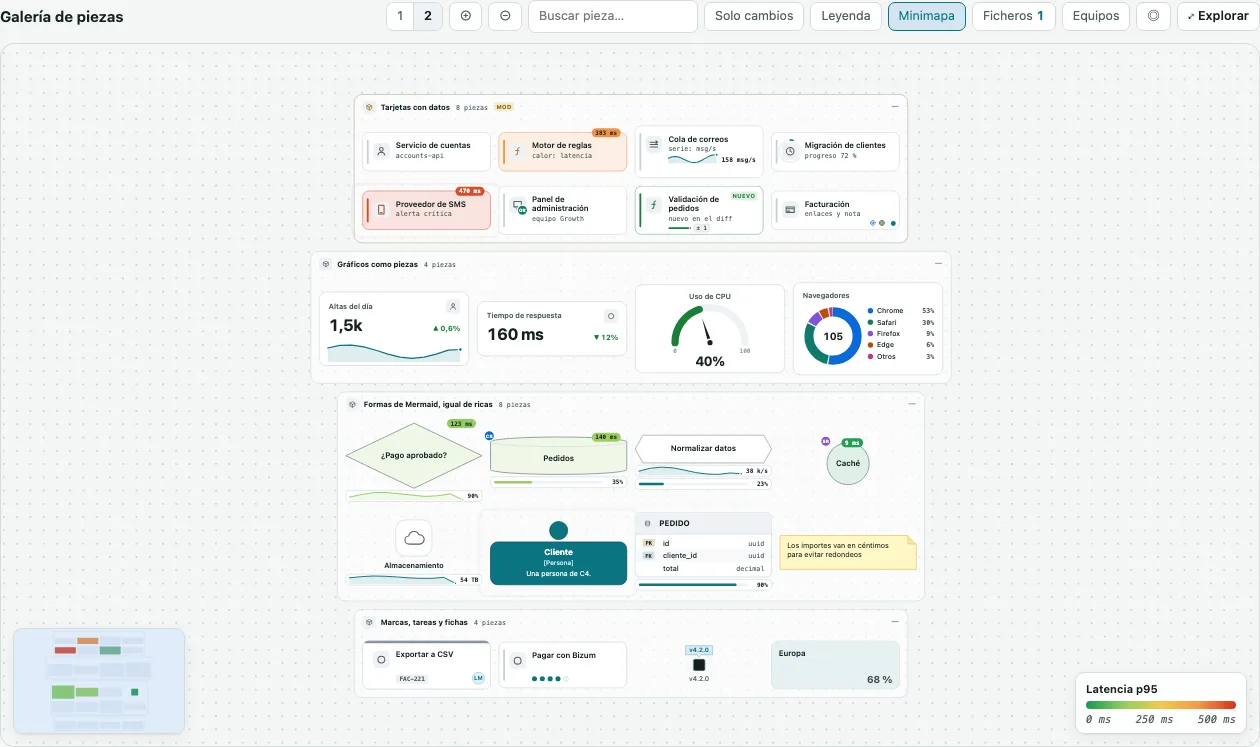 Galería de piezas
1
2
Buscar pieza...
Solo cambios
Leyenda
Minimapa
Ficheros 1
Equipos
Explorar
Tarjetas con datos 8 piezas MOD
Servicio de cuentas
accounts-api
383 ms
Motor de reglas
calor: latencia
Cola de correos
serie: msg/s
158 msg/s
Migración de clientes
progreso 72 %
470 ms
Proveedor de SMS
alerta crítica
Panel de
administración
equipo Growth
NUEVO
Validación de
pedidos
nuevo en el diff
± 1
Facturación
enlaces y nota
Gráficos como piezas 4 piezas
Altas del día
1,5k
▲ 0,6%
Tiempo de respuesta
160 ms
▼ 12%
Uso de CPU
0
100
40%
Navegadores
105
Chrome 53%
Safari 30%
Firefox 9%
Edge 6%
Otros 3%
Formas de Mermaid, igual de ricas 8 piezas
123 ms
¿Pago aprobado?
90%
140 ms
Pedidos
35%
Normalizar datos
38 k/s
23%
9 ms
Caché
Almacenamiento
54 TB
Cliente
[Persona]
Una persona de C4.
PEDIDO
PK id uuid
FK cliente_id uuid
total decimal
90%
Los importes van en céntimos
para evitar redondeos
Marcas, tareas y fichas 4 piezas
Exportar a CSV
FAC-221
LM
Pagar con Bizum
v4.2.0
v4.2.0
Europa
68 %
Latencia p95
0 ms 250 ms 500 ms